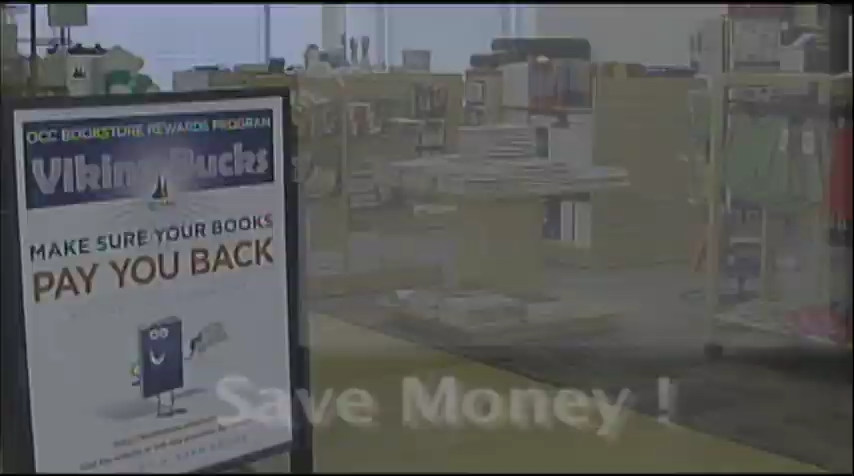 OCC BOOKSTORE REWARDS PROGRAM
Viking Bucks
MAKE SURE YOUR BOOKS
PAY YOU BACK
Save Money !